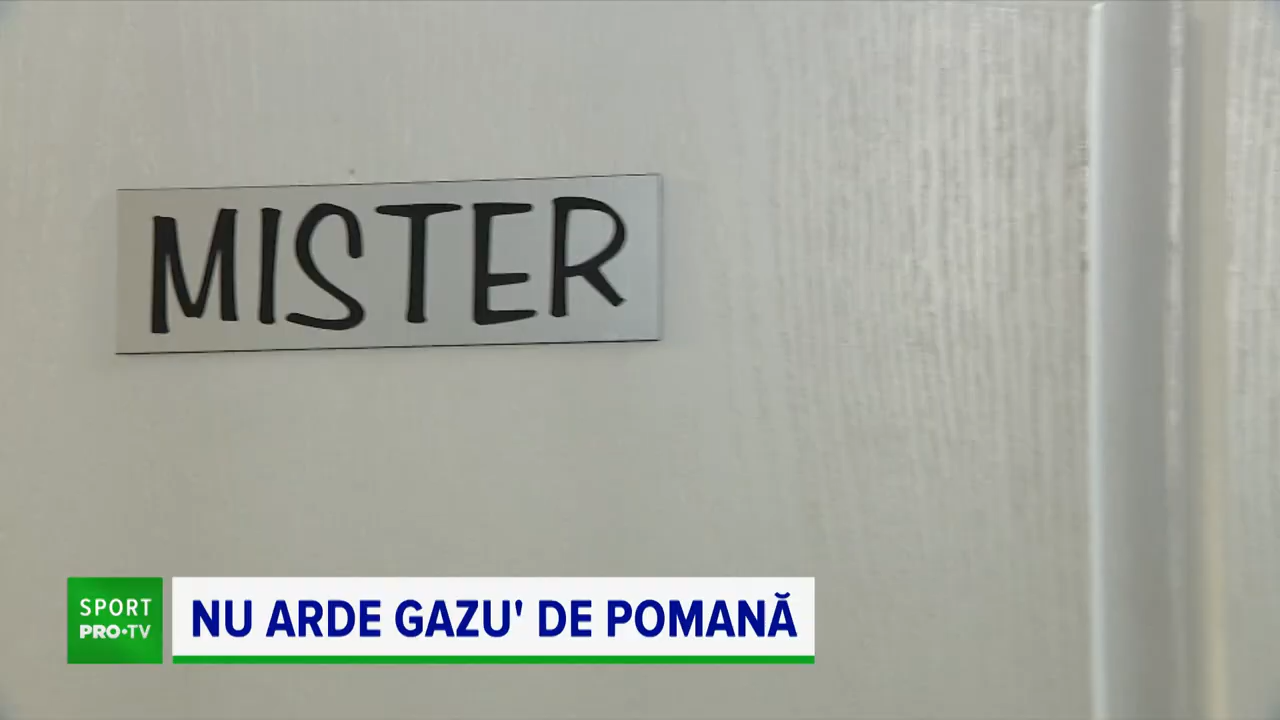 MISTER
SPORT
PRO•TV
NU ARDE GAZU' DE POMANĂ